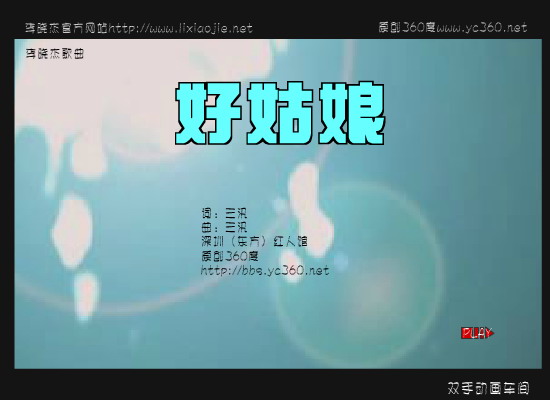 李晓杰官方网站http://www.lixiaojie.net
原创360度www.yc360.net
李晓杰歌曲
好姑娘
词：三汛
曲：三汛
深圳（东方）红人馆
原创360度
http://bbs.yc360.net
PLAY
双手动画车间